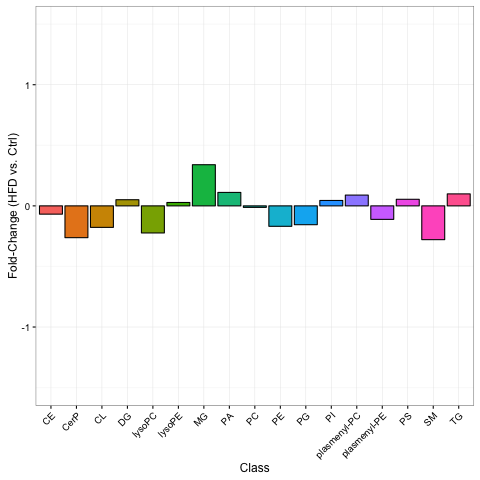 Fold-Change (HFD vs. Ctrl)
1
0
-1
CE
CerP
CL
DG
lysoPC
lysoPE
MG
PA
PC
PE
PG
PI
plasmenyl-PC
plasmenyl-PE
PS
SM
TG
Class